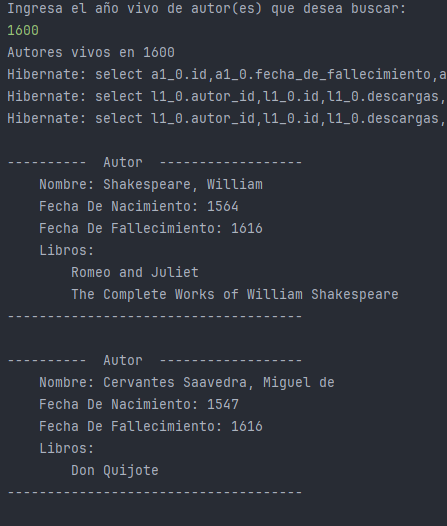 Ingresa el año vivo de autor(es) que desea buscar:
1600
Autores vivos en 1600
Hibernate: select a1_0.id,a1_0.fecha_de_fallecimiento,a
Hibernate: select l1_0.autor_id,l1_0.id,l1_0.descargas,
Hibernate: select l1_0.autor_id,l1_0.id,l1_0.descargas,
----------  Autor  ------------------
Nombre: Shakespeare, William
Fecha De Nacimiento: 1564
Fecha De Fallecimiento: 1616
Libros:
Romeo and Juliet
The Complete Works of William Shakespeare
-------------------------------------
----------  Autor  ------------------
Nombre: Cervantes Saavedra, Miguel de
Fecha De Nacimiento: 1547
Fecha De Fallecimiento: 1616
Libros:
Don Quijote
-------------------------------------